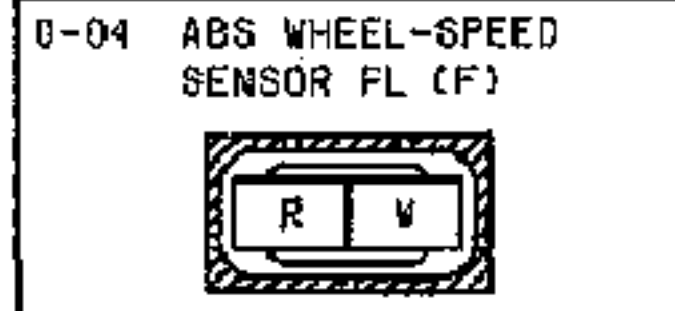 0-04 ABS WHEEL-SPEED
SENSOR FL (F)
R W